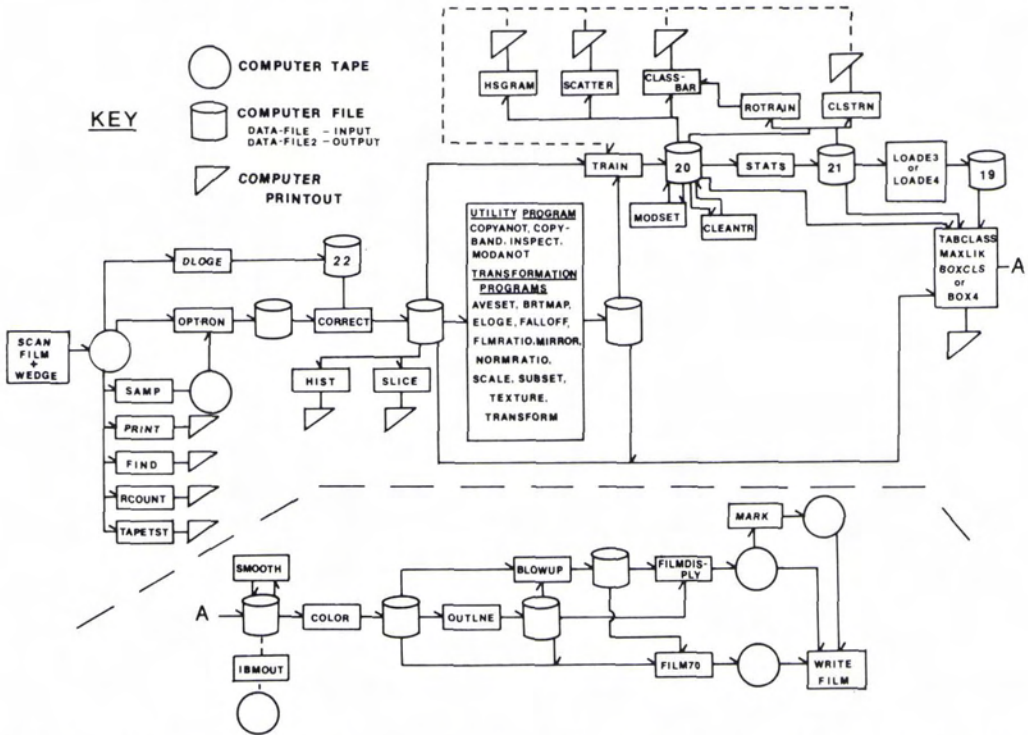 KEY
COMPUTER TAPE
COMPUTER FILE
DATA-FILE - INPUT
DATA-FILE2 - OUTPUT
COMPUTER
PRINTOUT
HSGRAM
SCATTER
CLASS-
BAR
ROTRAIN
CLSTRN
TRAIN
20
STATS
21
LOADE3
or
LOADE4
19
MODSET
CLEANTR
TABCLASS
MAXLIK
BOXCLS
or
BOX4
A
UTILITY PROGRAM
COPYANOT, COPY-
BAND, INSPECT,
MODANOT
TRANSFORMATION
PROGRAMS
AVESET, BRTMAP,
ELOGE, FALLOFF,
FLMRATIO, MIRROR,
NORMRATIO,
SCALE, SUBSET,
TEXTURE,
TRANSFORM
DLOGE
22
OPTRON
CORRECT
SCAN
FILM
+
WEDGE
HIST
SLICE
SAMP
PRINT
FIND
RCOUNT
TAPETST
MARK
SMOOTH
BLOWUP
FILMDIS-
PLY
A
COLOR
OUTLNE
IBMOUT
FILM70
WRITE
FILM